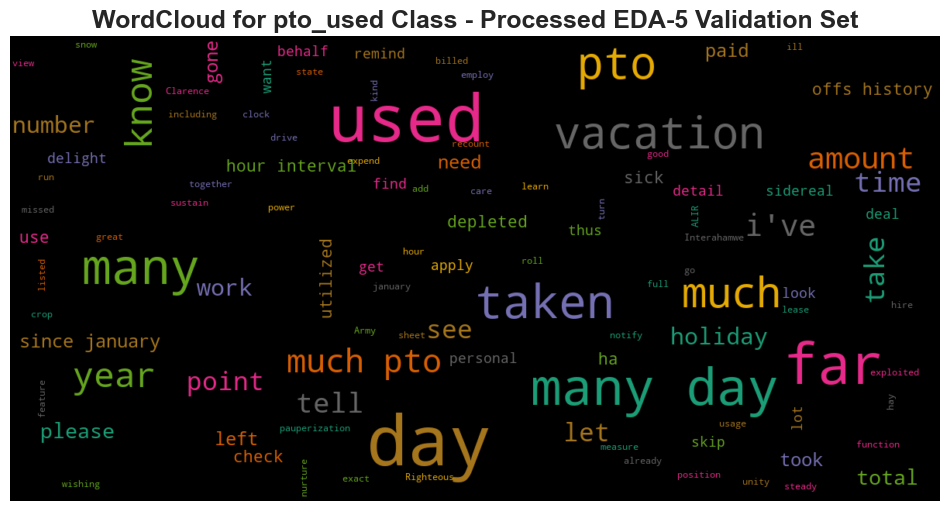 WordCloud for pto_used Class - Processed EDA-5 Validation Set
snow
view
know
gone
want
behalf
state
remind
kind
billed
employ
pto
paid
ill
offs history
Clarence
including
clock
number
delight
drive
used
recount
vacation
amount
hour interval
expend
need
good
time
run
together
find
add
care
learn
sick
detail
sidereal
missed
sustain
power
depleted
turn
thus
ALIR
i've
deal
use
great
utilized
hour
Interahamwe
take
listed
many
work
get
apply
roll
january
taken
full
go
much
look
lease
hire
crop
since january
Army
sheet
see
notify
holiday
year
point
much pto
personal
ha
far
exploited
feature
tell
many day
hay
please
left
check
pauperization
day
let
measure
already
usage
skip
lot
took
function
wishing
nurture
exact
Righteous
position
unity
steady
total